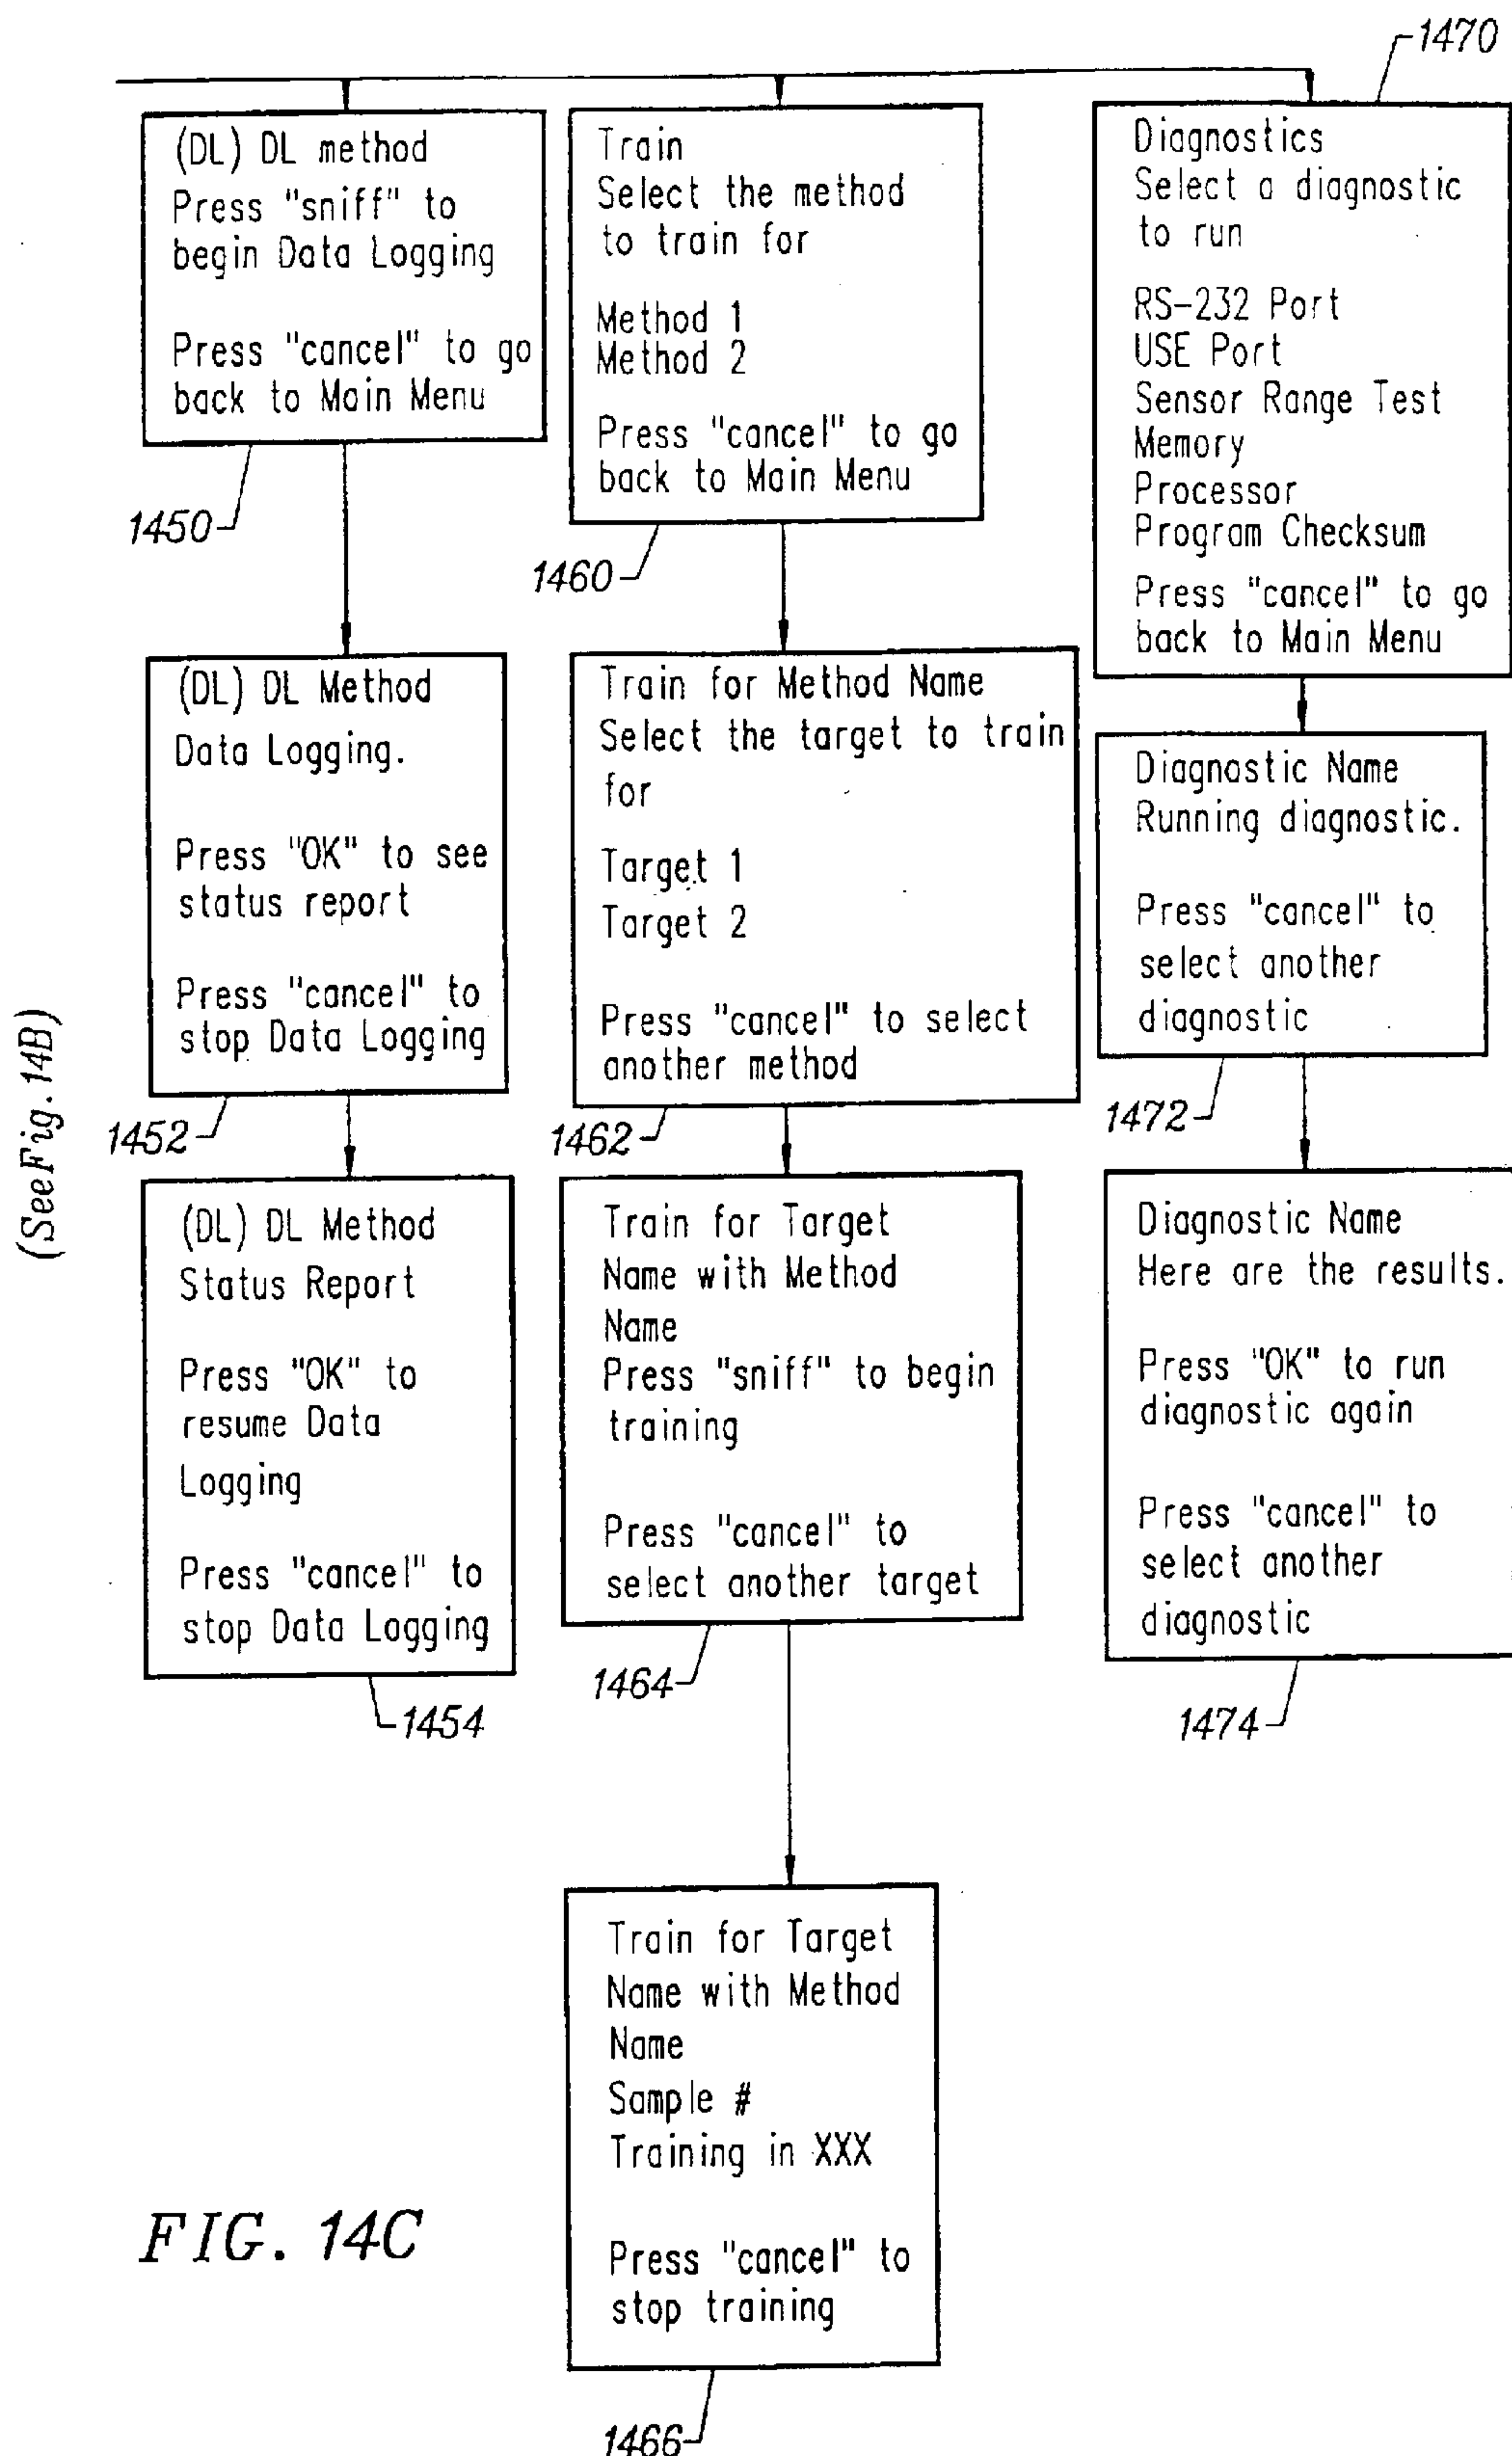 1470
(DL) DL method
Press "sniff" to
begin Data Logging
Press "cancel" to go
back to Main Menu
1450
(DL) DL Method
Data Logging.
Press "OK" to see
status report
Press "cancel" to
stop Data Logging
1452
(DL) DL Method
Status Report
Press "OK" to
resume Data
Logging
Press "cancel" to
stop Data Logging
1454
Train
Select the method
to train for
Method 1
Method 2
Press "cancel" to go
back to Main Menu
1460
Train for Method Name
Select the target to train
for
Target 1
Target 2
Press "cancel" to select
another method
1462
Train for Target
Name with Method
Name
Press "sniff" to begin
training
Press "cancel" to
select another target
1464
Train for Target
Name with Method
Name
Sample #
Training in XXX
Press "cancel" to
stop training
1466
Diagnostics
Select a diagnostic
to run
RS-232 Port
USE Port
Sensor Range Test
Memory
Processor
Program Checksum
Press "cancel" to go
back to Main Menu
Diagnostic Name
Running diagnostic.
Press "cancel" to
select another
diagnostic
1472
Diagnostic Name
Here are the results.
Press "OK" to run
diagnostic again
Press "cancel" to
select another
diagnostic
1474
(See Fig. 14B)
FIG. 14C